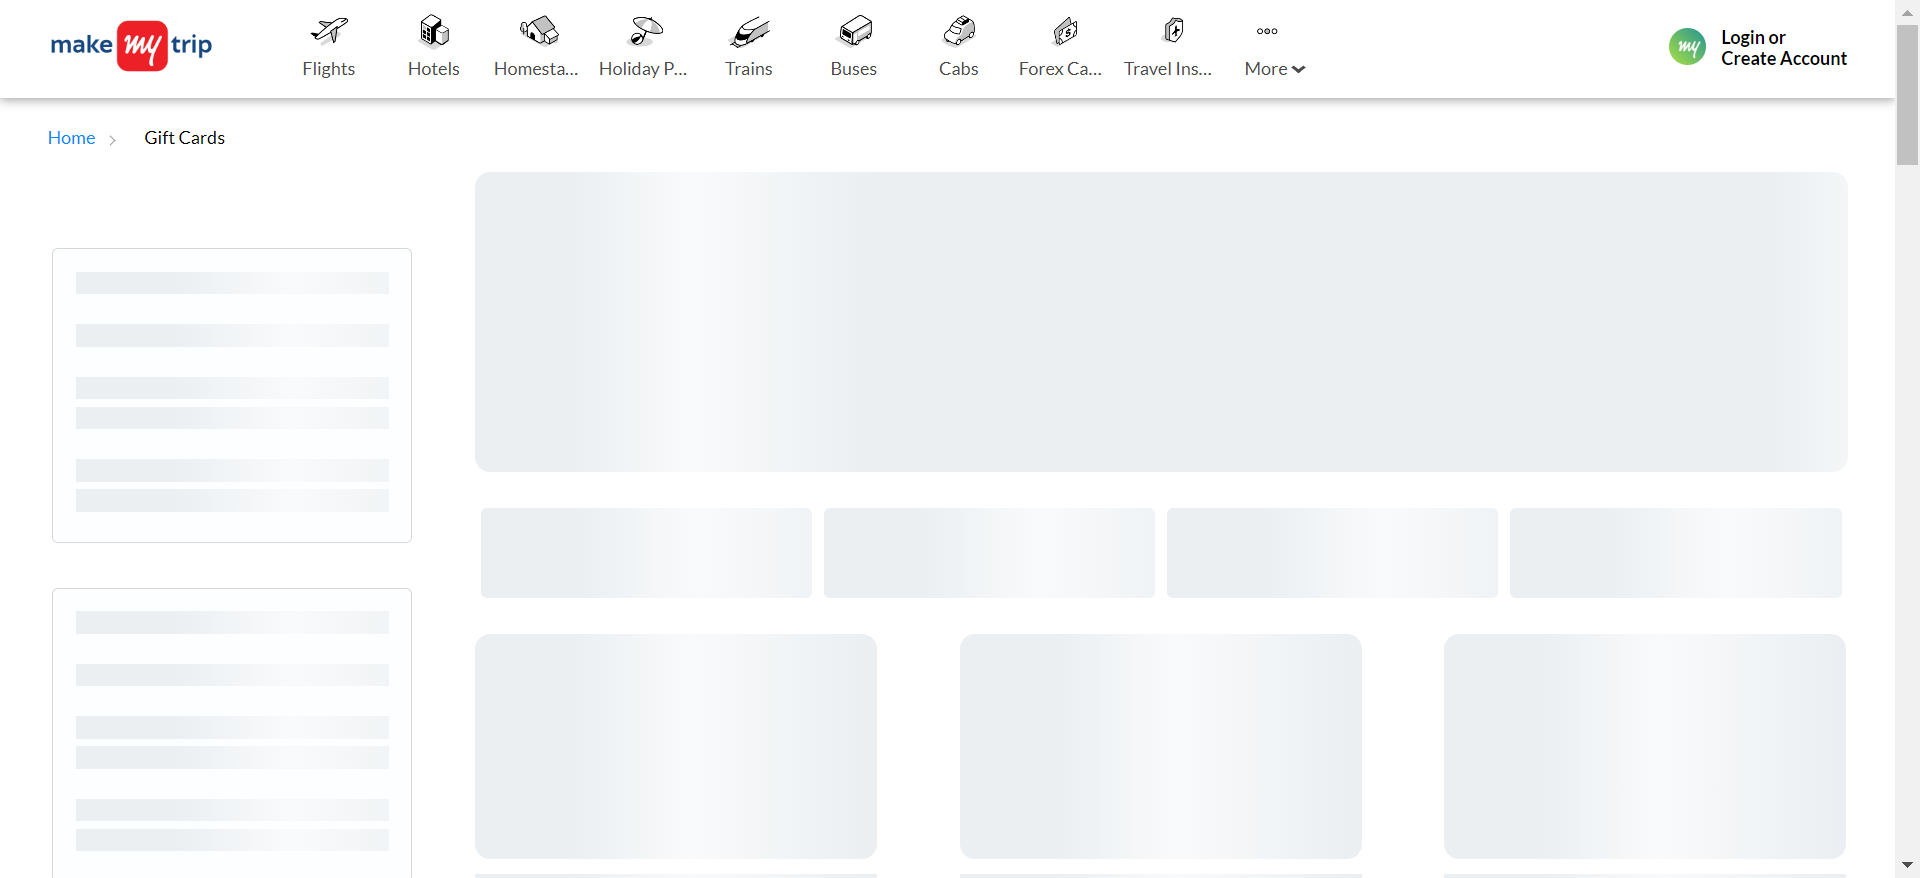 make my trip
Flights
Hotels
Homesta...
Holiday P...
Trains
Buses
Cabs
Forex Ca...
Travel Ins...
More
my
Login or
Create Account
Home
Gift Cards